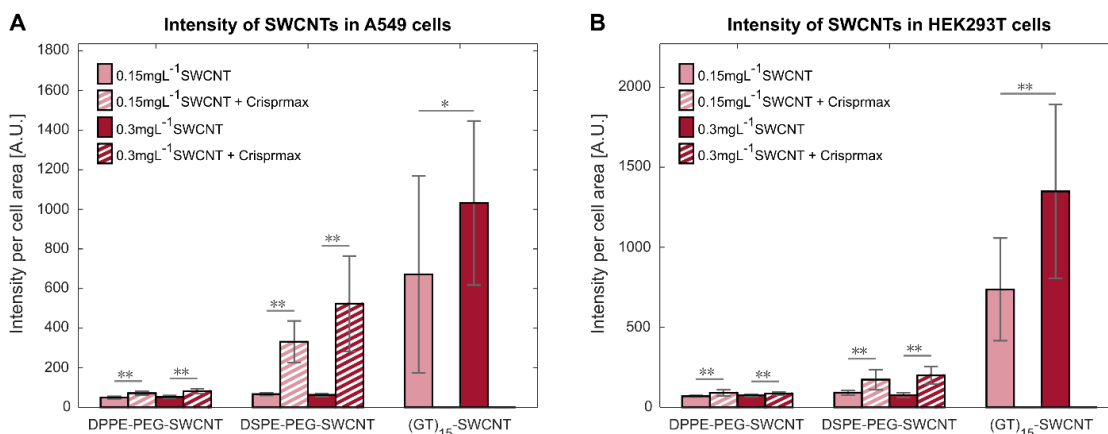 A
Intensity of SWCNTs in A549 cells
1800
1600
1400
1200
1000
800
600
400
200
0
Intensity per cell area [A.U.]
0.15mgL⁻¹SWCNT
0.15mgL⁻¹SWCNT + Crisprmax
0.3mgL⁻¹SWCNT
0.3mgL⁻¹SWCNT + Crisprmax
**
**
**
**
*
DPPE-PEG-SWCNT
DSPE-PEG-SWCNT
(GT)₁₅-SWCNT
B
Intensity of SWCNTs in HEK293T cells
2000
1500
1000
500
0
Intensity per cell area [A.U.]
0.15mgL⁻¹SWCNT
0.15mgL⁻¹SWCNT + Crisprmax
0.3mgL⁻¹SWCNT
0.3mgL⁻¹SWCNT + Crisprmax
**
**
**
**
**
DPPE-PEG-SWCNT
DSPE-PEG-SWCNT
(GT)₁₅-SWCNT